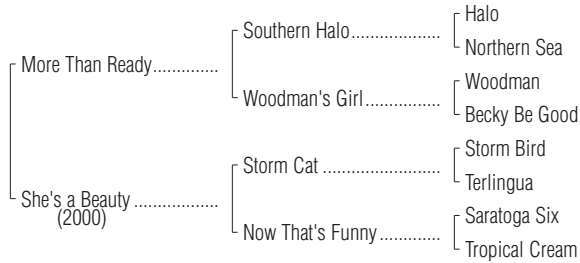 Halo
Southern Halo
Northern Sea
More Than Ready
Woodman
Woodman's Girl
Becky Be Good
Storm Bird
Storm Cat
Terlingua
She's a Beauty
(2000)
Saratoga Six
Now That's Funny
Tropical Cream